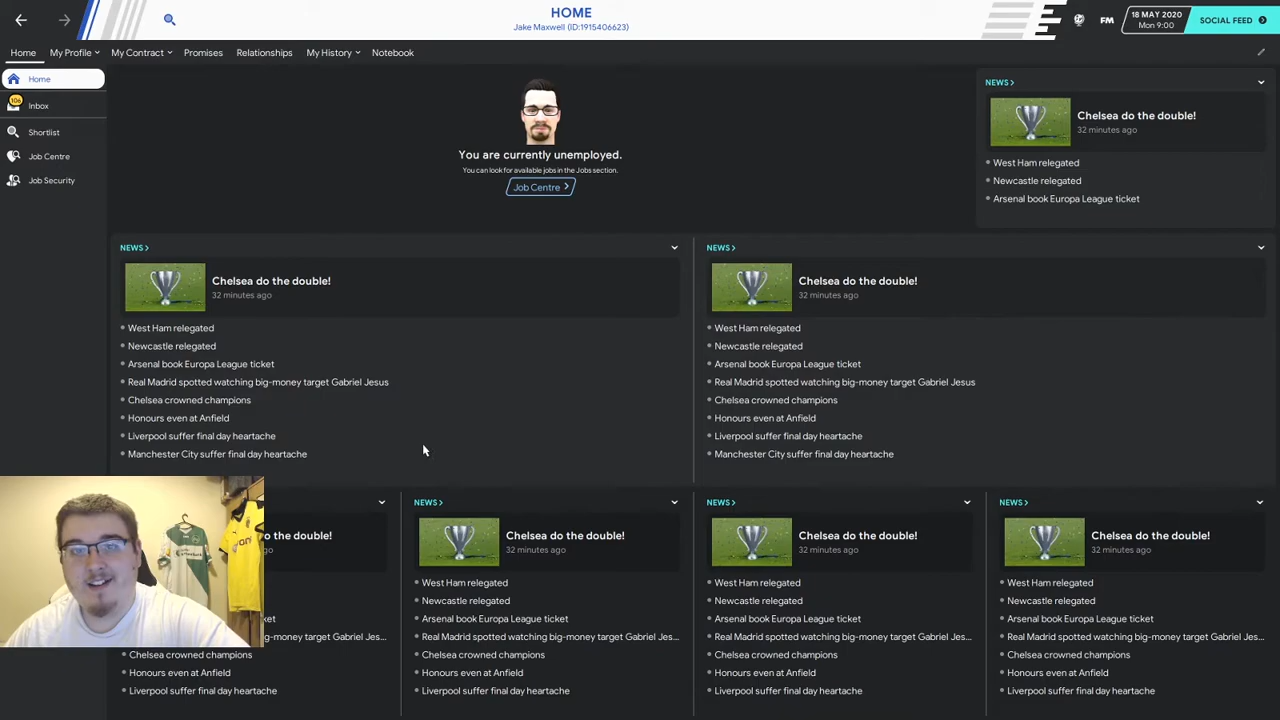 HOME
Jake Maxwell (ID:1915406623)
FM
18 MAY 2020
Mon 9:00
SOCIAL FEED
Home
My Profile
My Contract
Promises
Relationships
My History
Notebook
Home
106
Inbox
Shortlist
Job Centre
Job Security
You are currently unemployed.
You can look for available jobs in the Jobs section.
Job Centre
NEWS
Chelsea do the double!
32 minutes ago
West Ham relegated
Newcastle relegated
Arsenal book Europa League ticket
NEWS
Chelsea do the double!
32 minutes ago
West Ham relegated
Newcastle relegated
Arsenal book Europa League ticket
Real Madrid spotted watching big-money target Gabriel Jesus
Chelsea crowned champions
Honours even at Anfield
Liverpool suffer final day heartache
Manchester City suffer final day heartache
NEWS
Chelsea do the double!
32 minutes ago
West Ham relegated
Newcastle relegated
Arsenal book Europa League ticket
Real Madrid spotted watching big-money target Gabriel Jesus
Chelsea crowned champions
Honours even at Anfield
Liverpool suffer final day heartache
Manchester City suffer final day heartache
o the double!
go
g-money target Gabriel Jes...
Chelsea crowned champions
Honours even at Anfield
Liverpool suffer final day heartache
NEWS
Chelsea do the double!
32 minutes ago
West Ham relegated
Newcastle relegated
Arsenal book Europa League ticket
Real Madrid spotted watching big-money target Gabriel Jes...
Chelsea crowned champions
Honours even at Anfield
Liverpool suffer final day heartache
NEWS
Chelsea do the double!
32 minutes ago
West Ham relegated
Newcastle relegated
Arsenal book Europa League ticket
Real Madrid spotted watching big-money target Gabriel Jes...
Chelsea crowned champions
Honours even at Anfield
Liverpool suffer final day heartache
NEWS
Chelsea do the double!
32 minutes ago
West Ham relegated
Newcastle relegated
Arsenal book Europa League ticket
Real Madrid spotted watching big-money target Gabriel Jes...
Chelsea crowned champions
Honours even at Anfield
Liverpool suffer final day heartache